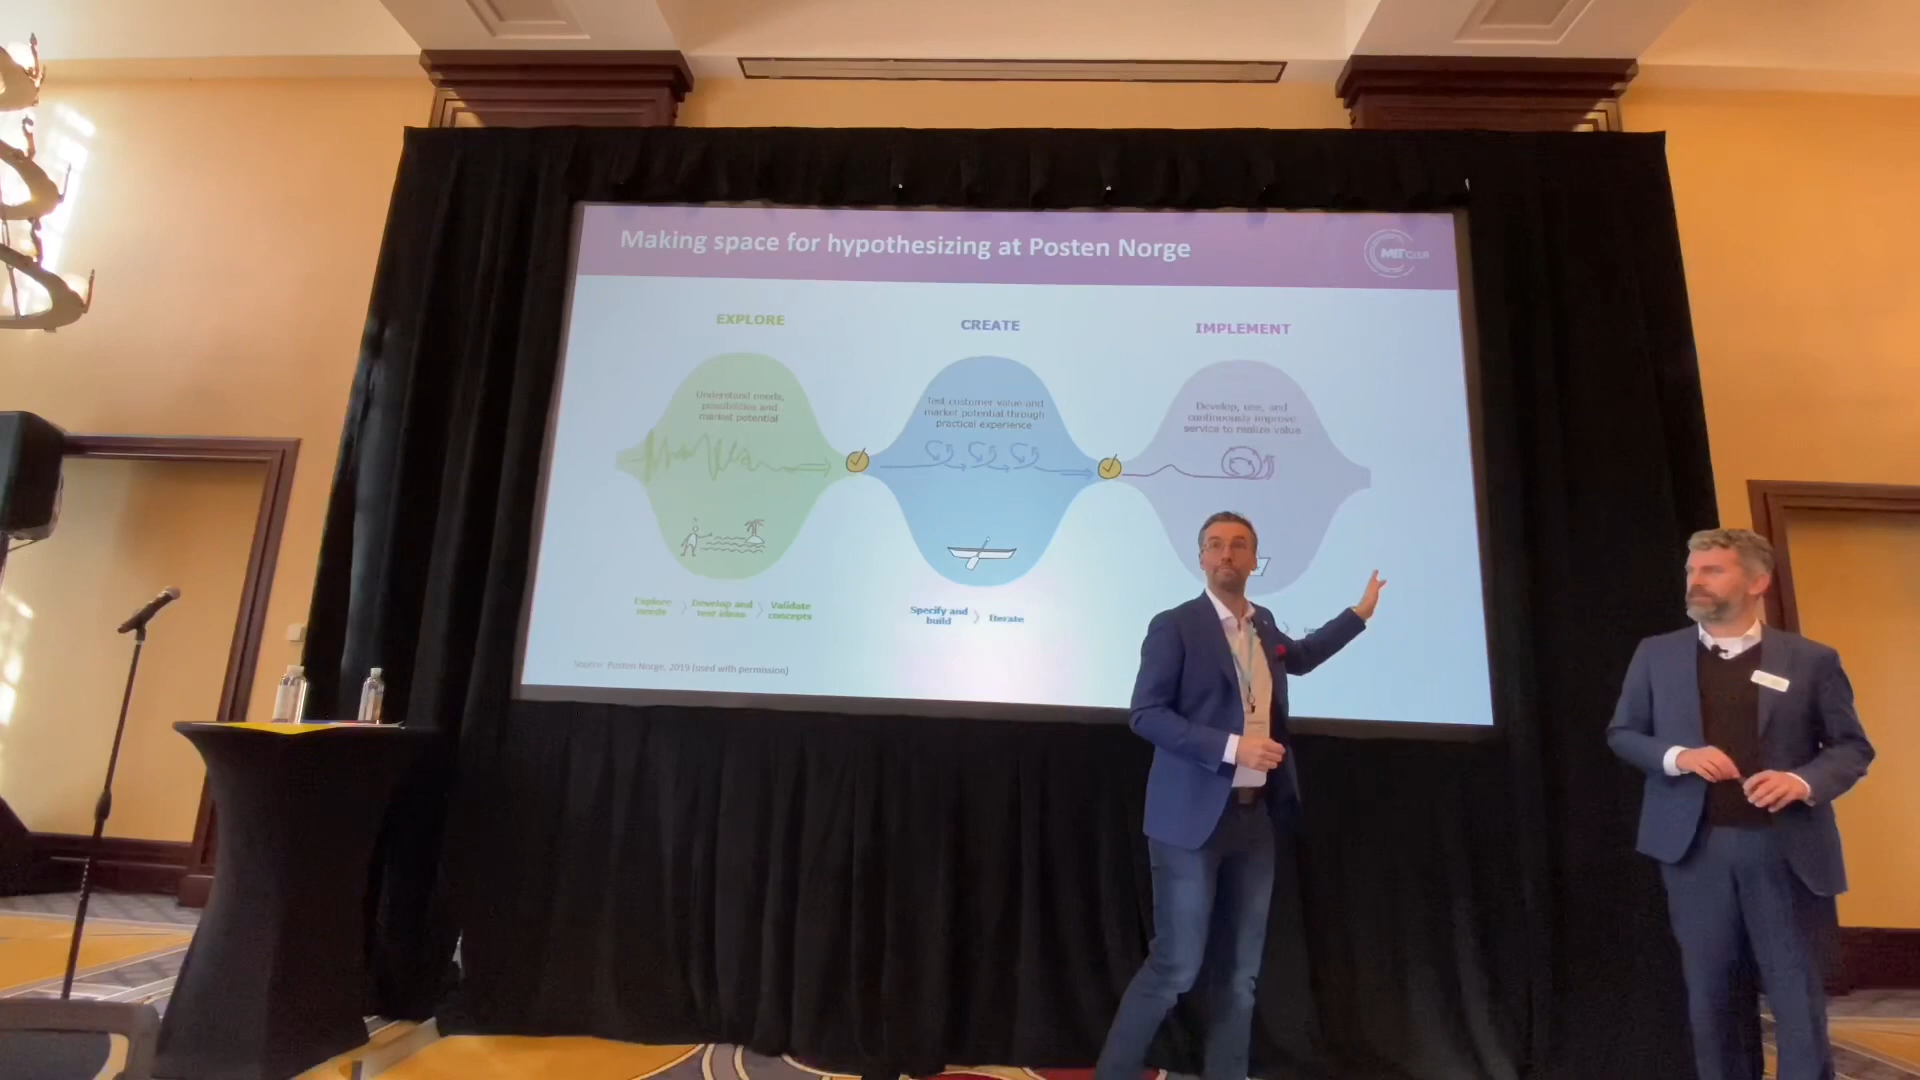 Making space for hypothesizing at Posten Norge
MIT CISR
EXPLORE
Understand needs,
possibilities and
market potential
Explore
needs
Develop and
test ideas
Validate
concepts
CREATE
Test customer value and
market potential through
practical experience
Specify and
build
Iterate
IMPLEMENT
Develop, use, and
continuously improve
service to realize value
Source: Posten Norge, 2019 (used with permission)